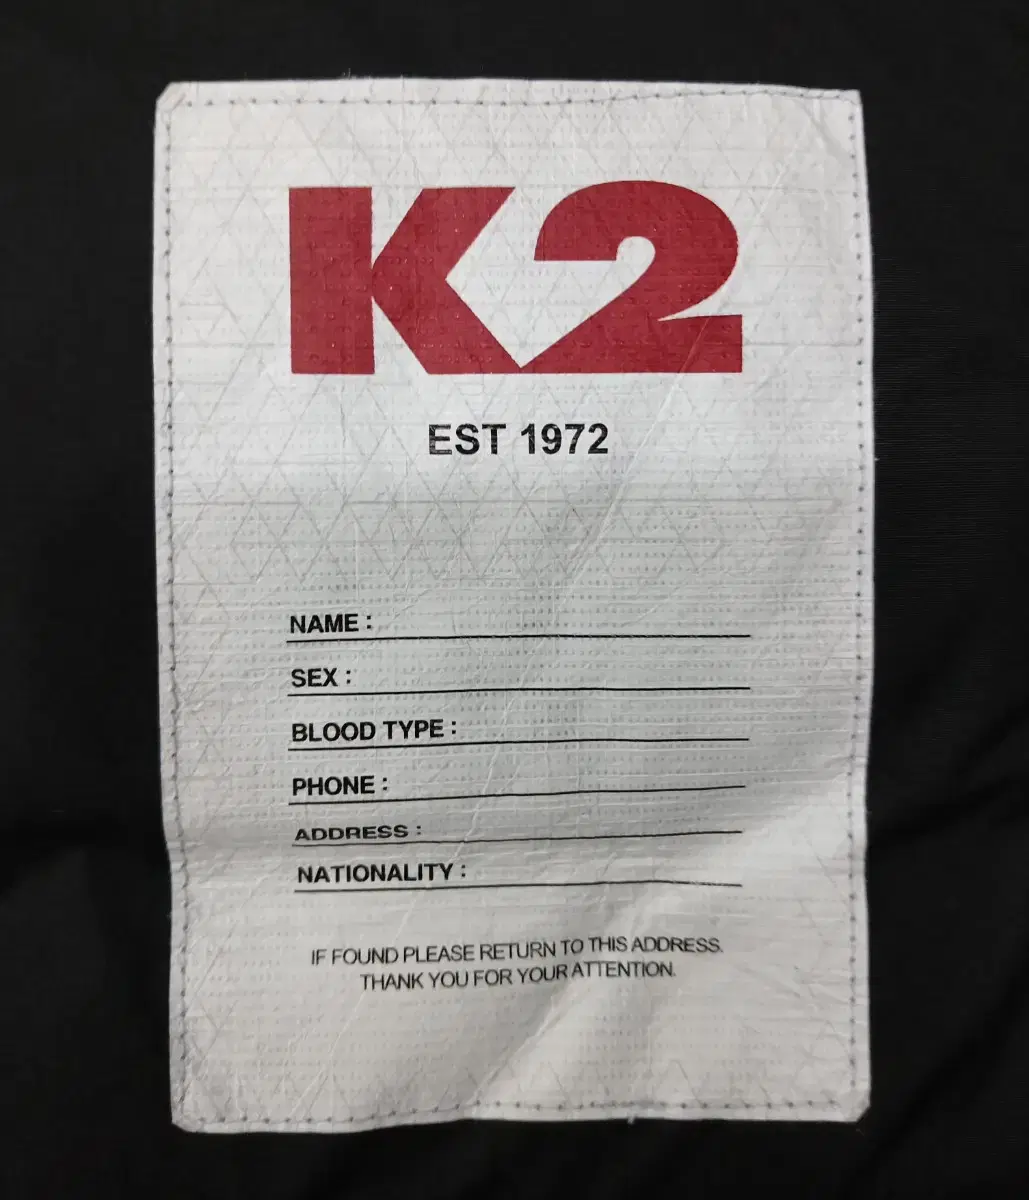 K2
EST 1972
NAME :
SEX :
BLOOD TYPE :
PHONE :
ADDRESS :
NATIONALITY :
IF FOUND PLEASE RETURN TO THIS ADDRESS.
THANK YOU FOR YOUR ATTENTION.